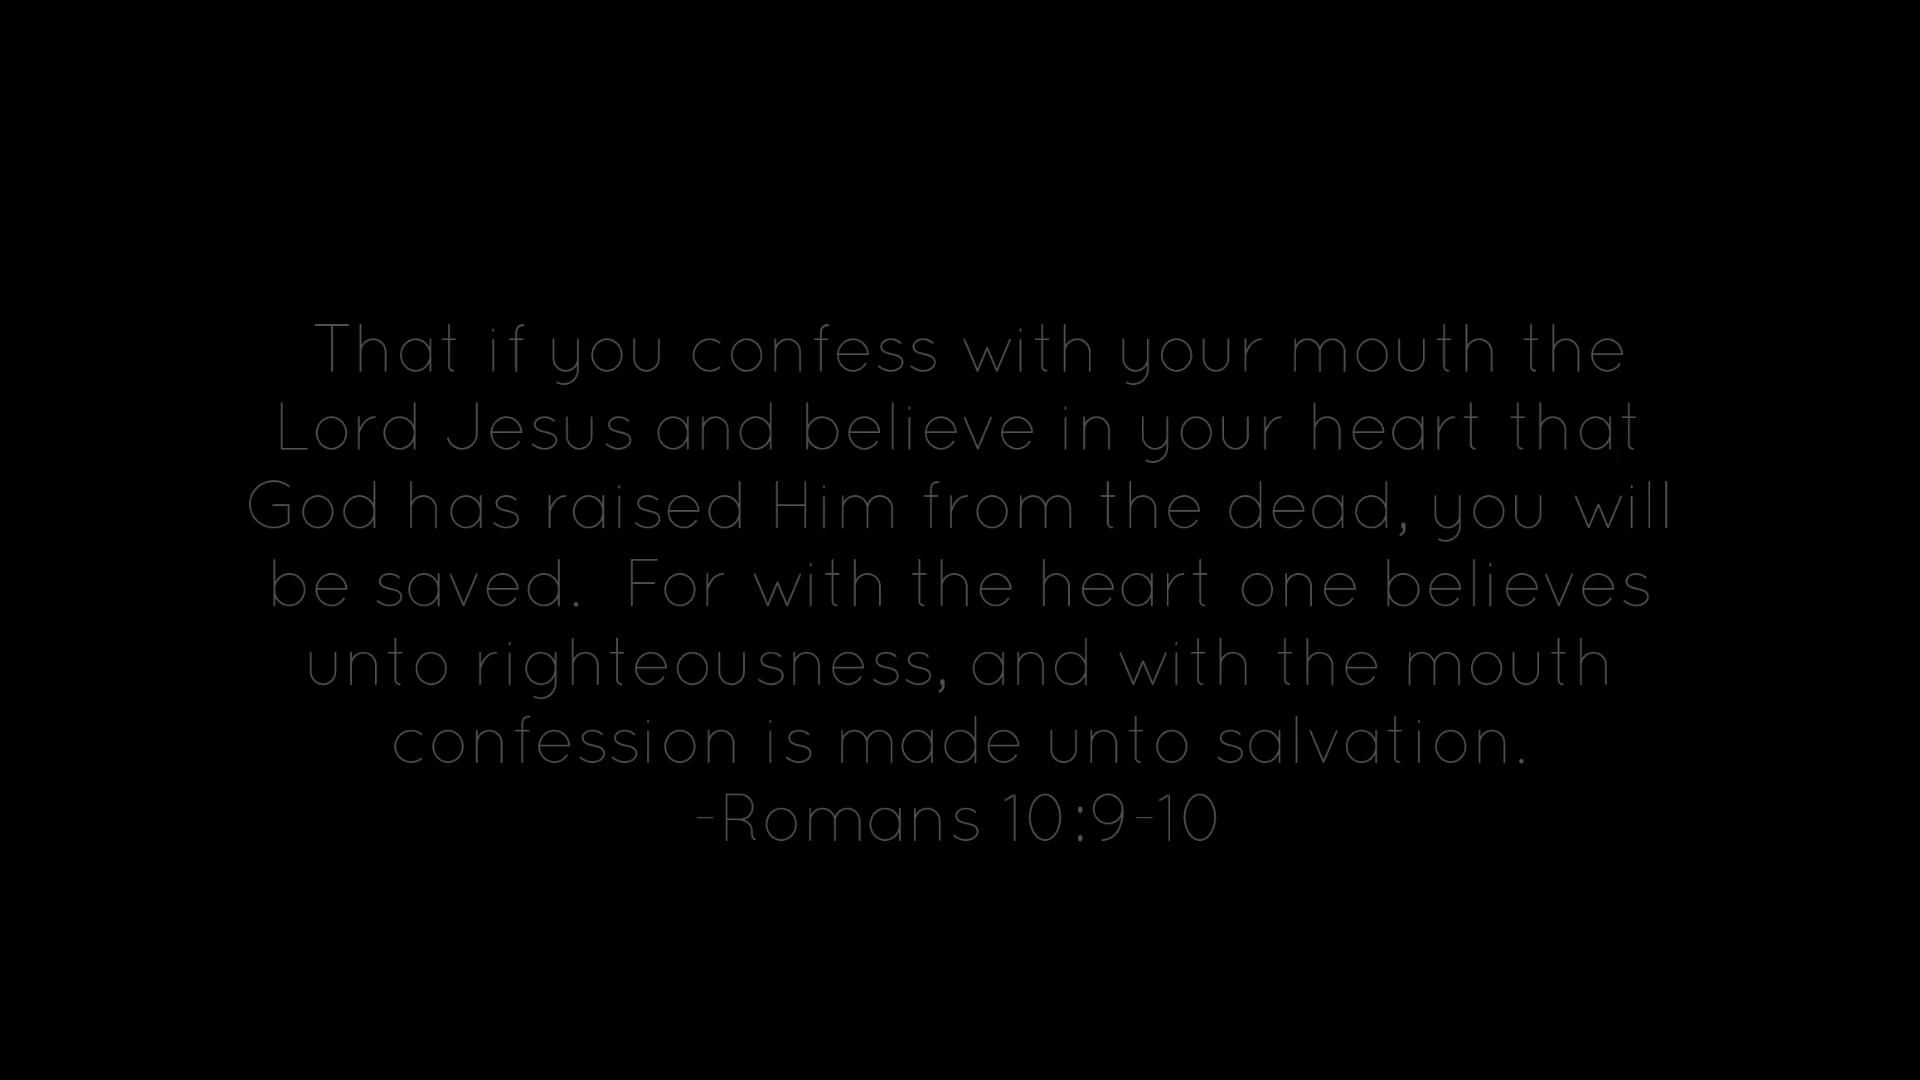 That if you confess with your mouth the
Lord Jesus and believe in your heart that
God has raised Him from the dead, you will
be saved.  For with the heart one believes
unto righteousness, and with the mouth
confession is made unto salvation.
-Romans 10:9-10